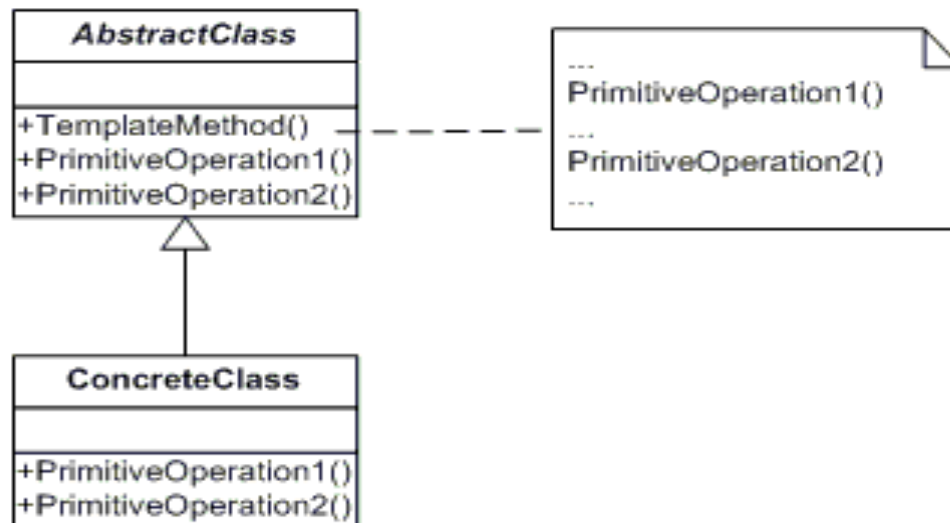 AbstractClass
+TemplateMethod()
+PrimitiveOperation1()
+PrimitiveOperation2()
...
PrimitiveOperation1()
...
PrimitiveOperation2()
...
ConcreteClass
+PrimitiveOperation1()
+PrimitiveOperation2()